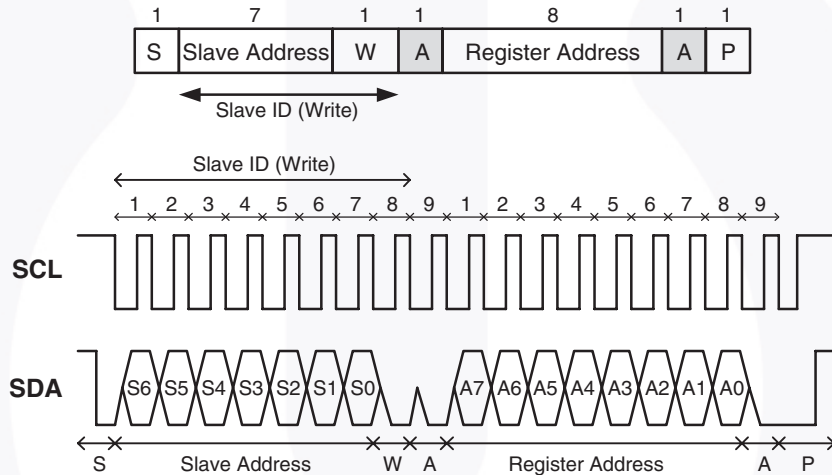 1 7 1 1 8 1 1
S Slave Address W A Register Address A P
Slave ID (Write)
Slave ID (Write)
1 2 3 4 5 6 7 8 9 1 2 3 4 5 6 7 8 9
SCL
SDA S6 S5 S4 S3 S2 S1 S0 A7 A6 A5 A4 A3 A2 A1 A0
S Slave Address W A Register Address A P